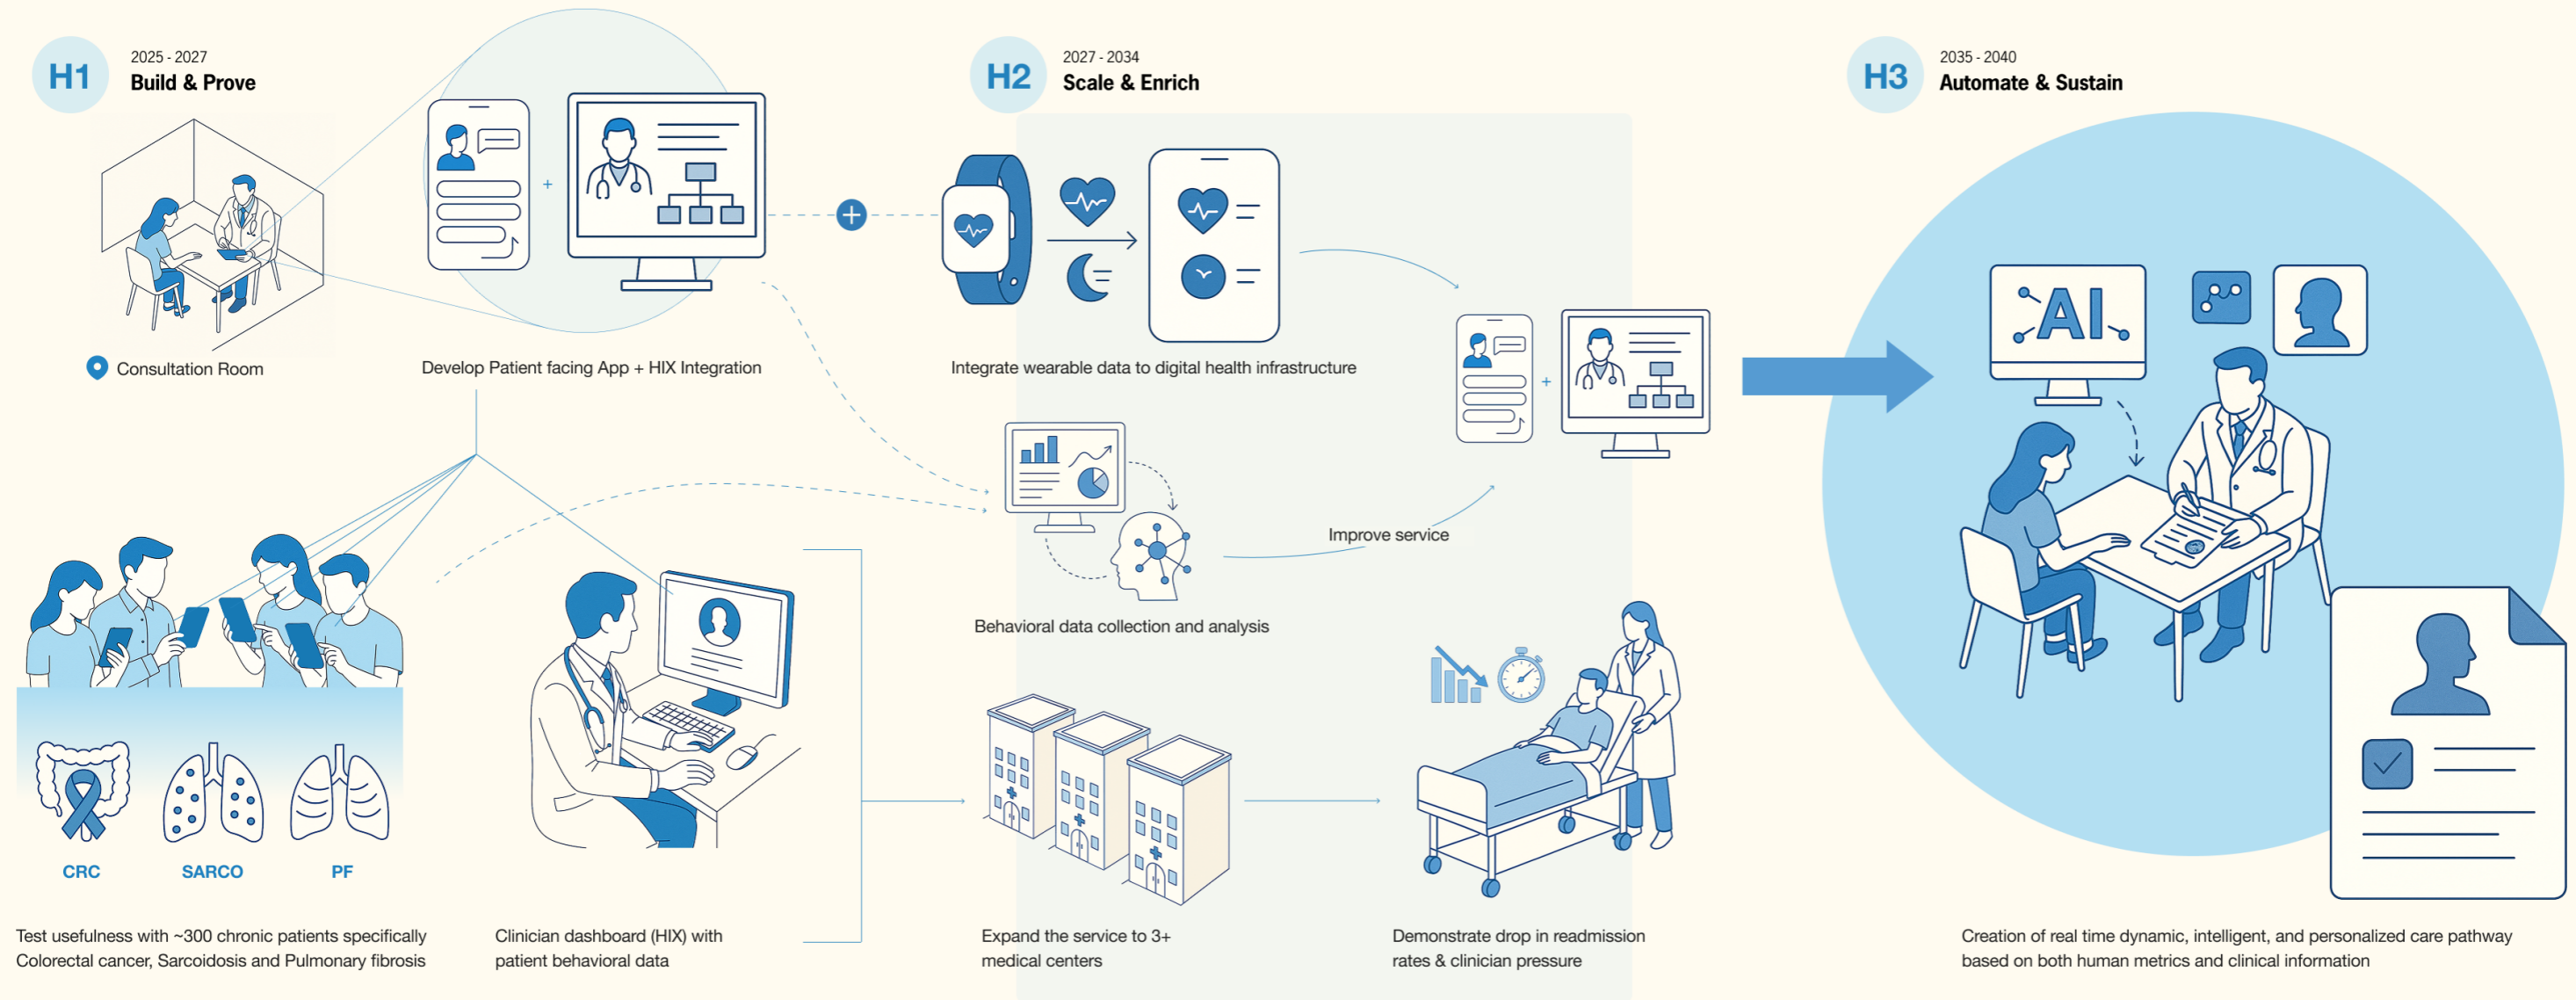 H1
2025 - 2027
Build & Prove
Consultation Room
+
Develop Patient facing App + HIX Integration
CRC
SARCO
PF
Test usefulness with ~300 chronic patients specifically
Colorectal cancer, Sarcoidosis and Pulmonary fibrosis
Clinician dashboard (HIX) with
patient behavioral data
+
H2
2027 - 2034
Scale & Enrich
Integrate wearable data to digital health infrastructure
Behavioral data collection and analysis
Improve service
+
Expand the service to 3+
medical centers
Demonstrate drop in readmission
rates & clinician pressure
H3
2035 - 2040
Automate & Sustain
AI
Creation of real time dynamic, intelligent, and personalized care pathway
based on both human metrics and clinical information